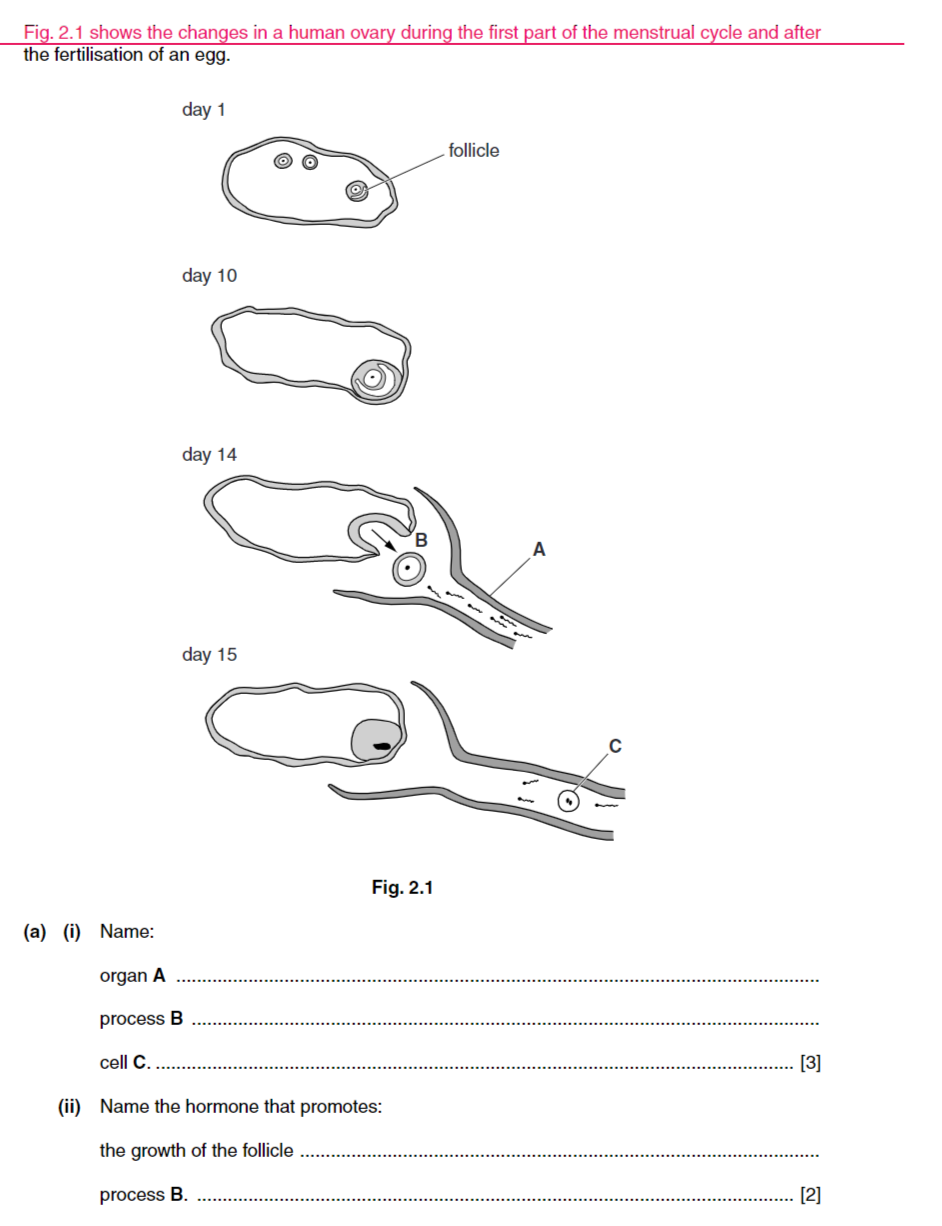 Fig. 2.1 shows the changes in a human ovary during the first part of the menstrual cycle and after
the fertilisation of an egg.
day 1
follicle
day 10
day 14
B
A
day 15
C
Fig. 2.1
(a) (i) Name:
organ A ..............................................................................................................................
process B ..........................................................................................................................
cell C. ............................................................................................................................ [3]
(ii) Name the hormone that promotes:
the growth of the follicle .....................................................................................................
process B. ..................................................................................................................... [2]